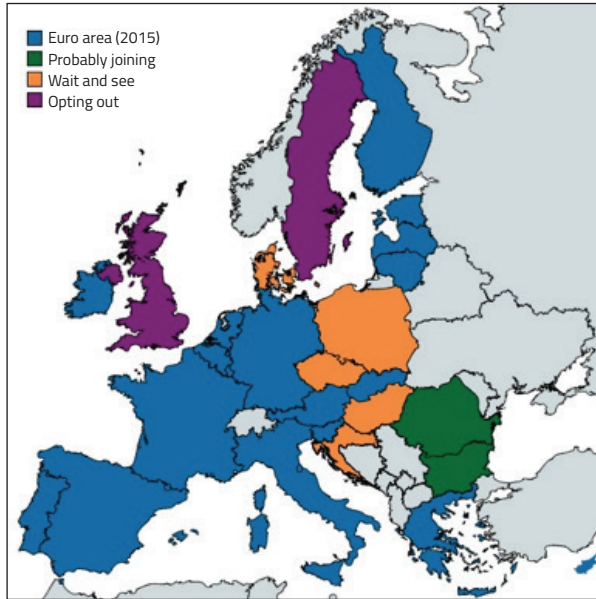 Euro area (2015)
Probably joining
Wait and see
Opting out